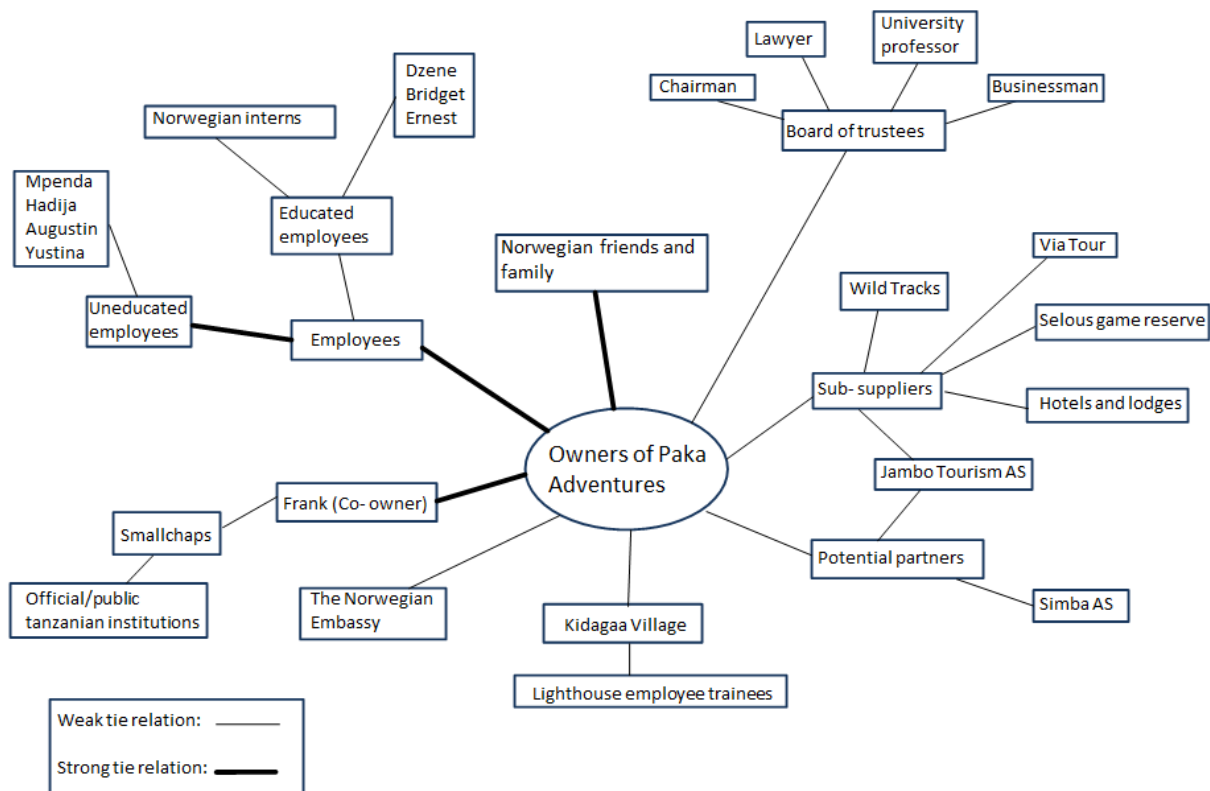 Lawyer
University
professor
Chairman
Businessman
Board of trustees
Dzene
Bridget
Ernest
Norwegian interns
Mpenda
Hadija
Augustin
Yustina
Educated
employees
Norwegian friends and
family
Via Tour
Wild Tracks
Selous game reserve
Uneducated
employees
Employees
Sub- suppliers
Hotels and lodges
Owners of Paka
Adventures
Jambo Tourism AS
Frank (Co- owner)
Smallchaps
Potential partners
Official/public
tanzanian institutions
The Norwegian
Embassy
Simba AS
Kidagaa Village
Lighthouse employee trainees
Weak tie relation:
Strong tie relation: